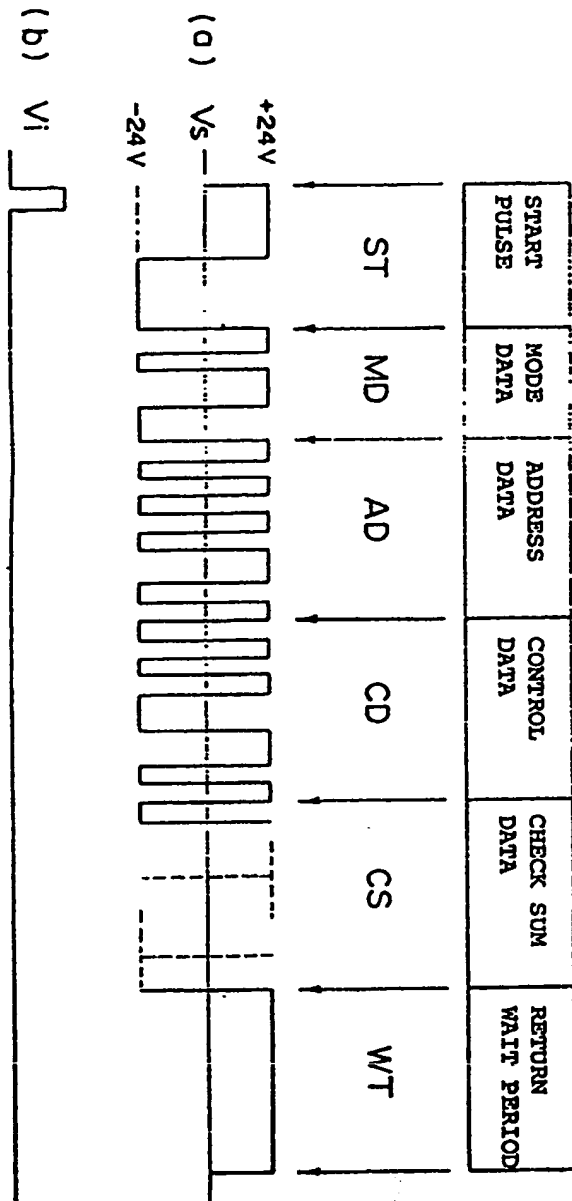 START
PULSE
MODE
DATA
ADDRESS
DATA
CONTROL
DATA
CHECK SUM
DATA
RETURN
WAIT PERIOD
ST
MD
AD
CD
CS
WT
+24V
(a) Vs
-24V
(b) Vi